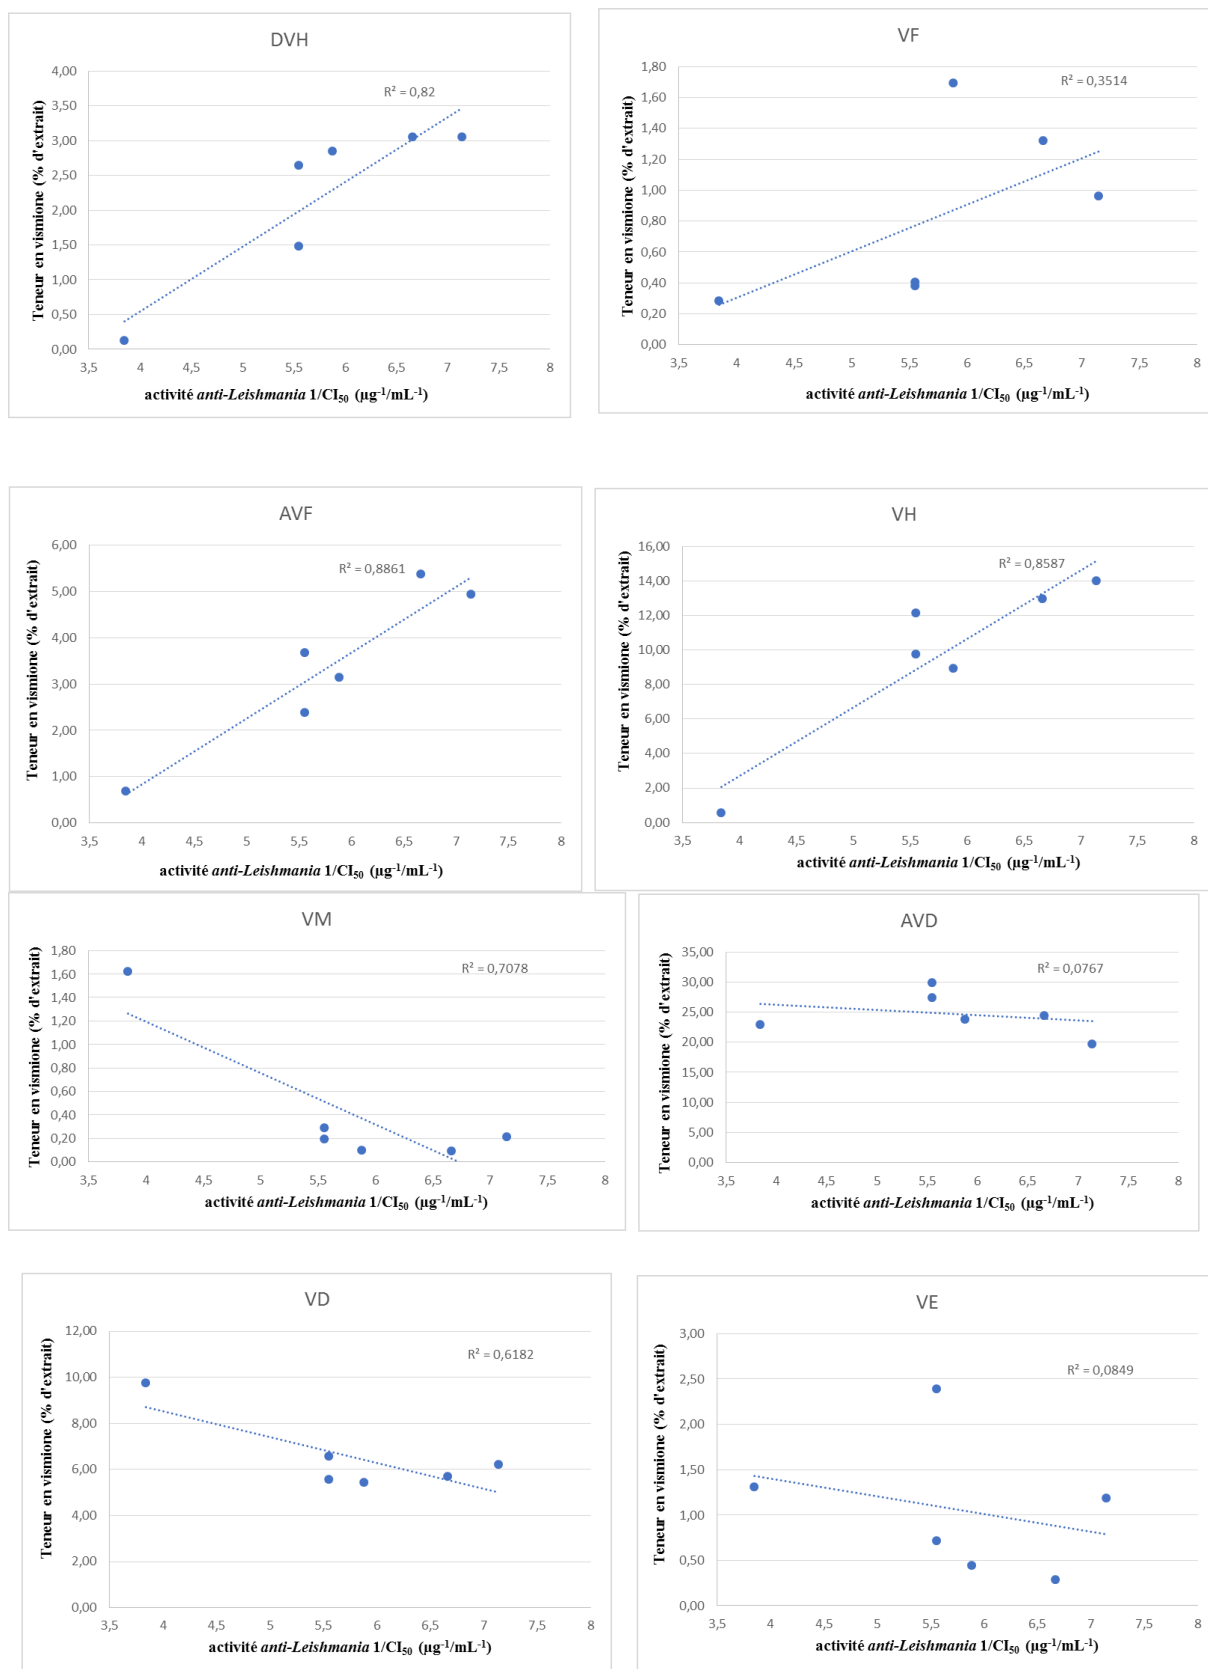 DVH
R² = 0,82
Teneur en vismione (% d'extrait)
4,00
3,50
3,00
2,50
2,00
1,50
1,00
0,50
0,00
3,5 4 4,5 5 5,5 6 6,5 7 7,5 8
activité anti-Leishmania 1/CI₅₀ (µg⁻¹/mL⁻¹)
VF
R² = 0,3514
Teneur en vismione (% d'extrait)
1,80
1,60
1,40
1,20
1,00
0,80
0,60
0,40
0,20
0,00
3,5 4 4,5 5 5,5 6 6,5 7 7,5 8
activité anti-Leishmania 1/CI₅₀ (µg⁻¹/mL⁻¹)
AVF
R² = 0,8861
Teneur en vismione (% d'extrait)
6,00
5,00
4,00
3,00
2,00
1,00
0,00
3,5 4 4,5 5 5,5 6 6,5 7 7,5 8
activité anti-Leishmania 1/CI₅₀ (µg⁻¹/mL⁻¹)
VH
R² = 0,8587
Teneur en vismione (% d'extrait)
16,00
14,00
12,00
10,00
8,00
6,00
4,00
2,00
0,00
3,5 4 4,5 5 5,5 6 6,5 7 7,5 8
activité anti-Leishmania 1/CI₅₀ (µg⁻¹/mL⁻¹)
VM
R² = 0,7078
Teneur en vismione (% d'extrait)
1,80
1,60
1,40
1,20
1,00
0,80
0,60
0,40
0,20
0,00
3,5 4 4,5 5 5,5 6 6,5 7 7,5 8
activité anti-Leishmania 1/CI₅₀ (µg⁻¹/mL⁻¹)
AVD
R² = 0,0767
Teneur en vismione (% d'extrait)
35,00
30,00
25,00
20,00
15,00
10,00
5,00
0,00
3,5 4 4,5 5 5,5 6 6,5 7 7,5 8
activité anti-Leishmania 1/CI₅₀ (µg⁻¹/mL⁻¹)
VD
R² = 0,6182
Teneur en vismione (% d'extrait)
12,00
10,00
8,00
6,00
4,00
2,00
0,00
3,5 4 4,5 5 5,5 6 6,5 7 7,5 8
activité anti-Leishmania 1/CI₅₀ (µg⁻¹/mL⁻¹)
VE
R² = 0,0849
Teneur en vismione (% d'extrait)
3,00
2,50
2,00
1,50
1,00
0,50
0,00
3,5 4 4,5 5 5,5 6 6,5 7 7,5 8
activité anti-Leishmania 1/CI₅₀ (µg⁻¹/mL⁻¹)